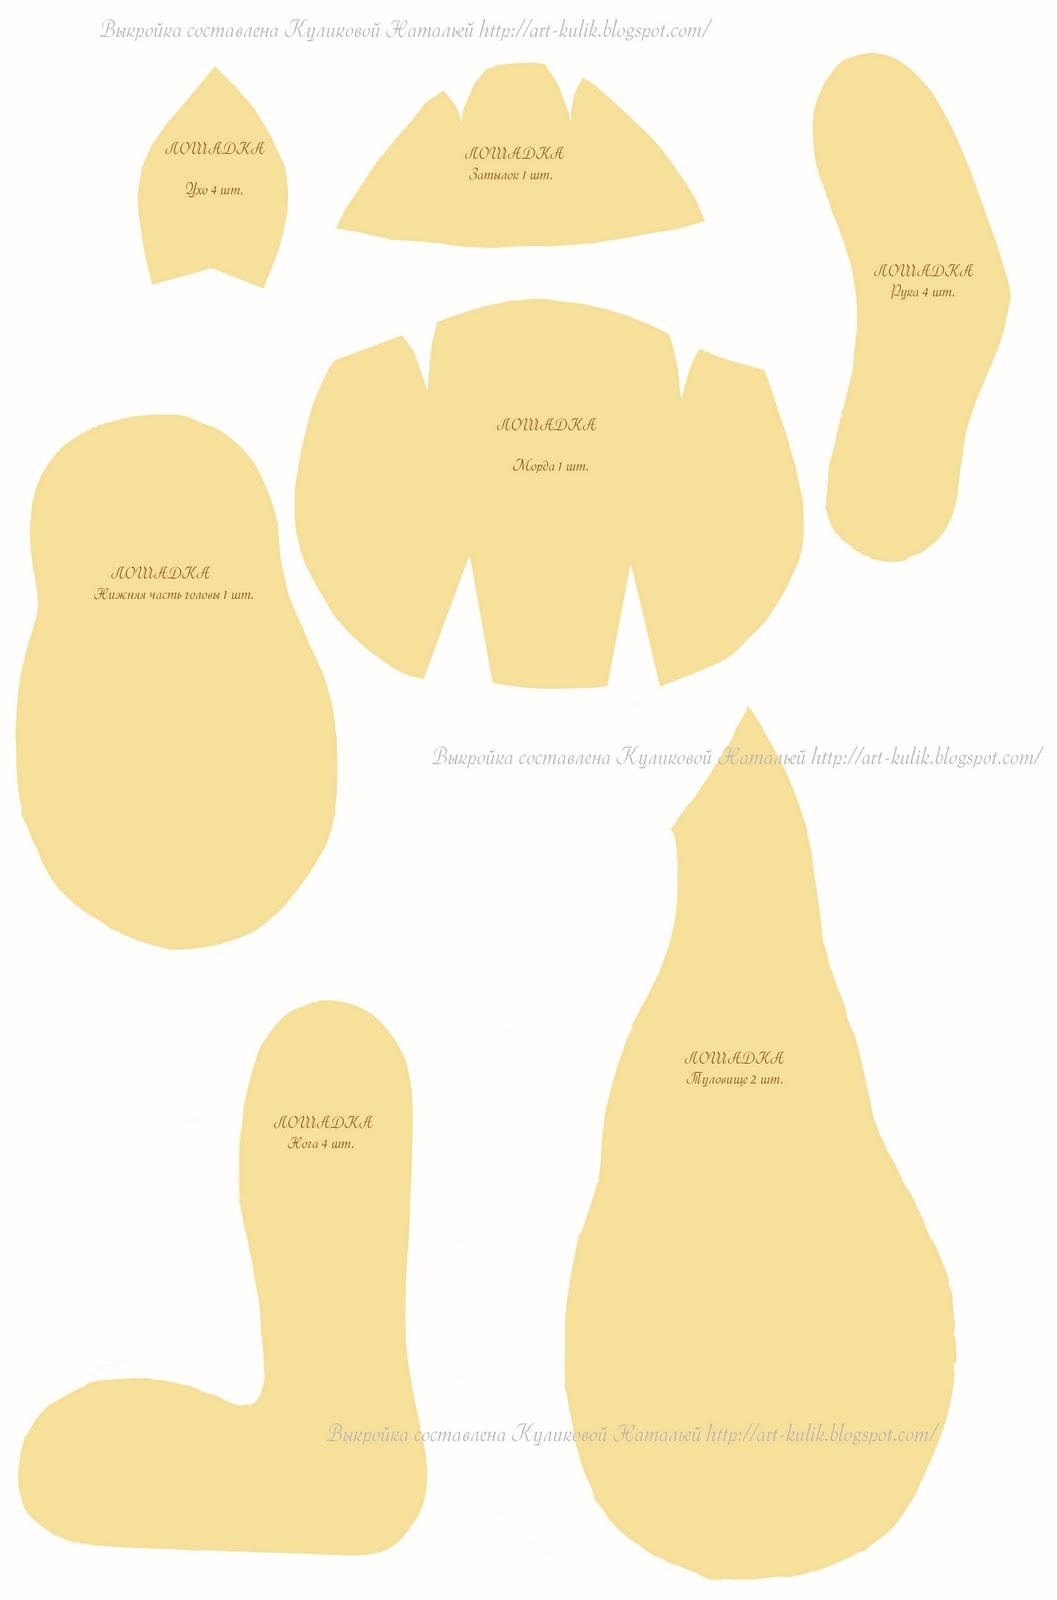 Выкройка составлена Куликовой Натальей http://art-kulik.blogspot.com/
ЛОШАДКА
Ухо 4 шт.
ЛОШАДКА
Затылок 1 шт.
ЛОШАДКА
Рука 4 шт.
ЛОШАДКА
Морда 1 шт.
ЛОШАДКА
Нижняя часть головы 1 шт.
Выкройка составлена Куликовой Натальей http://art-kulik.blogspot.com/
ЛОШАДКА
Туловище 2 шт.
ЛОШАДКА
Нога 4 шт.
Выкройка составлена Куликовой Натальей http://art-kulik.blogspot.com/